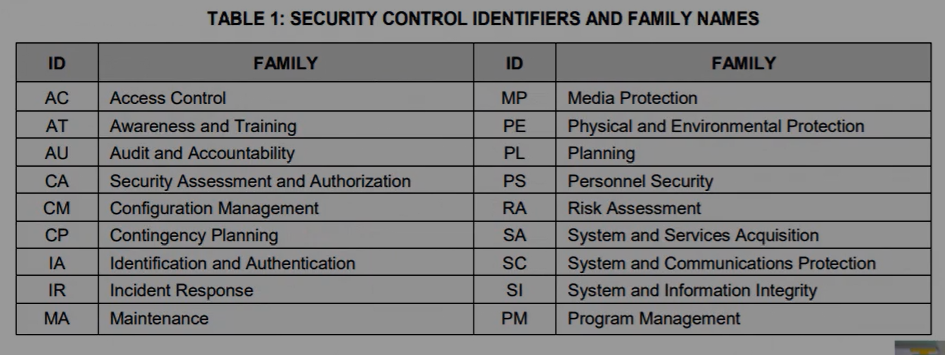 TABLE 1: SECURITY CONTROL IDENTIFIERS AND FAMILY NAMES
ID FAMILY ID FAMILY
AC Access Control MP Media Protection
AT Awareness and Training PE Physical and Environmental Protection
AU Audit and Accountability PL Planning
CA Security Assessment and Authorization PS Personnel Security
CM Configuration Management RA Risk Assessment
CP Contingency Planning SA System and Services Acquisition
IA Identification and Authentication SC System and Communications Protection
IR Incident Response SI System and Information Integrity
MA Maintenance PM Program Management